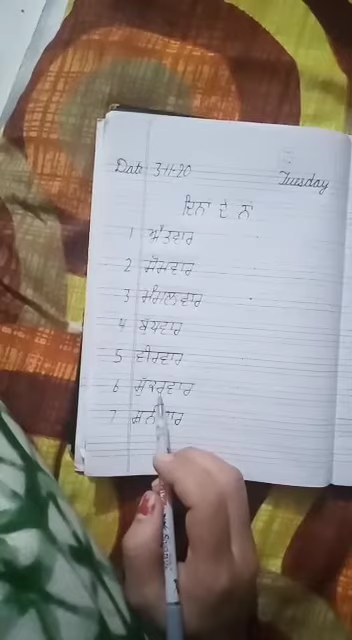 Date 3-11-20
Tuesday
ਦਿਨਾਂ ਦੇ ਨਾਂ
1 ਐਤਵਾਰ
2 ਸੋਮਵਾਰ
3 ਮੰਗਲਵਾਰ
4 ਬੁੱਧਵਾਰ
5 ਵੀਰਵਾਰ
6 ਸ਼ੁੱਕਰਵਾਰ
7